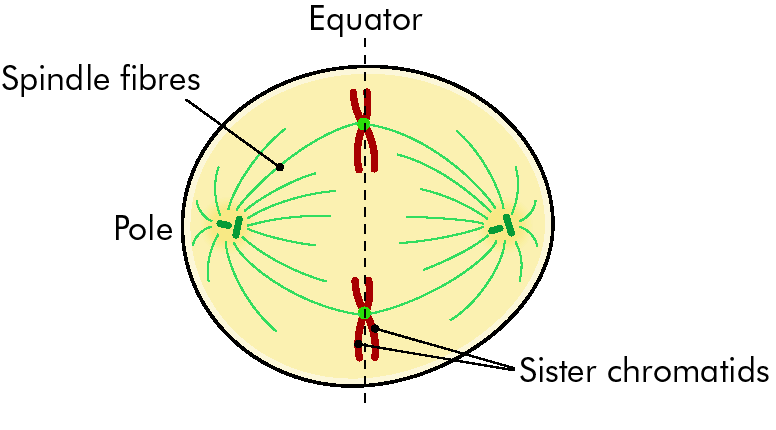 Equator
Spindle fibres
Pole
Sister chromatids